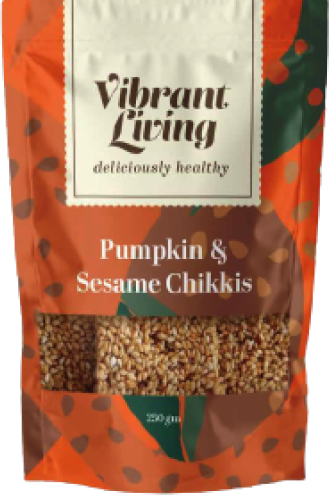 Vibrant
Living
deliciously healthy
Pumpkin &
Sesame Chikkis
250 gm